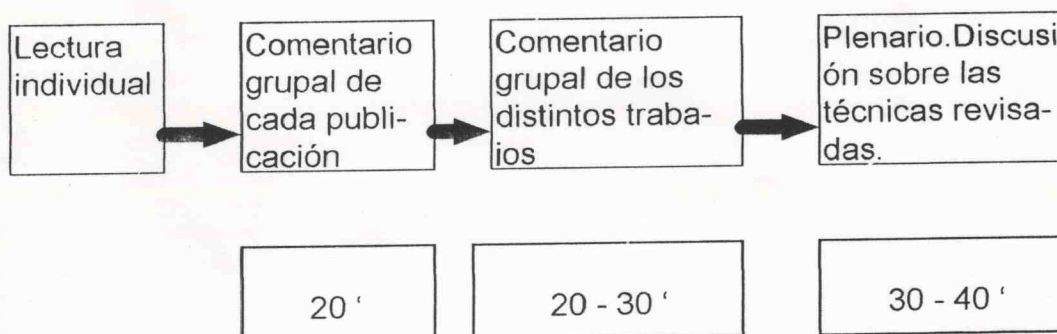 Lectura
individual
Comentario
grupal de
cada publi-
cación
Comentario
grupal de los
distintos traba-
jos
Plenario.Discusi
ón sobre las
técnicas revisa-
das.
20 ‘
20 - 30 ‘
30 - 40 ‘